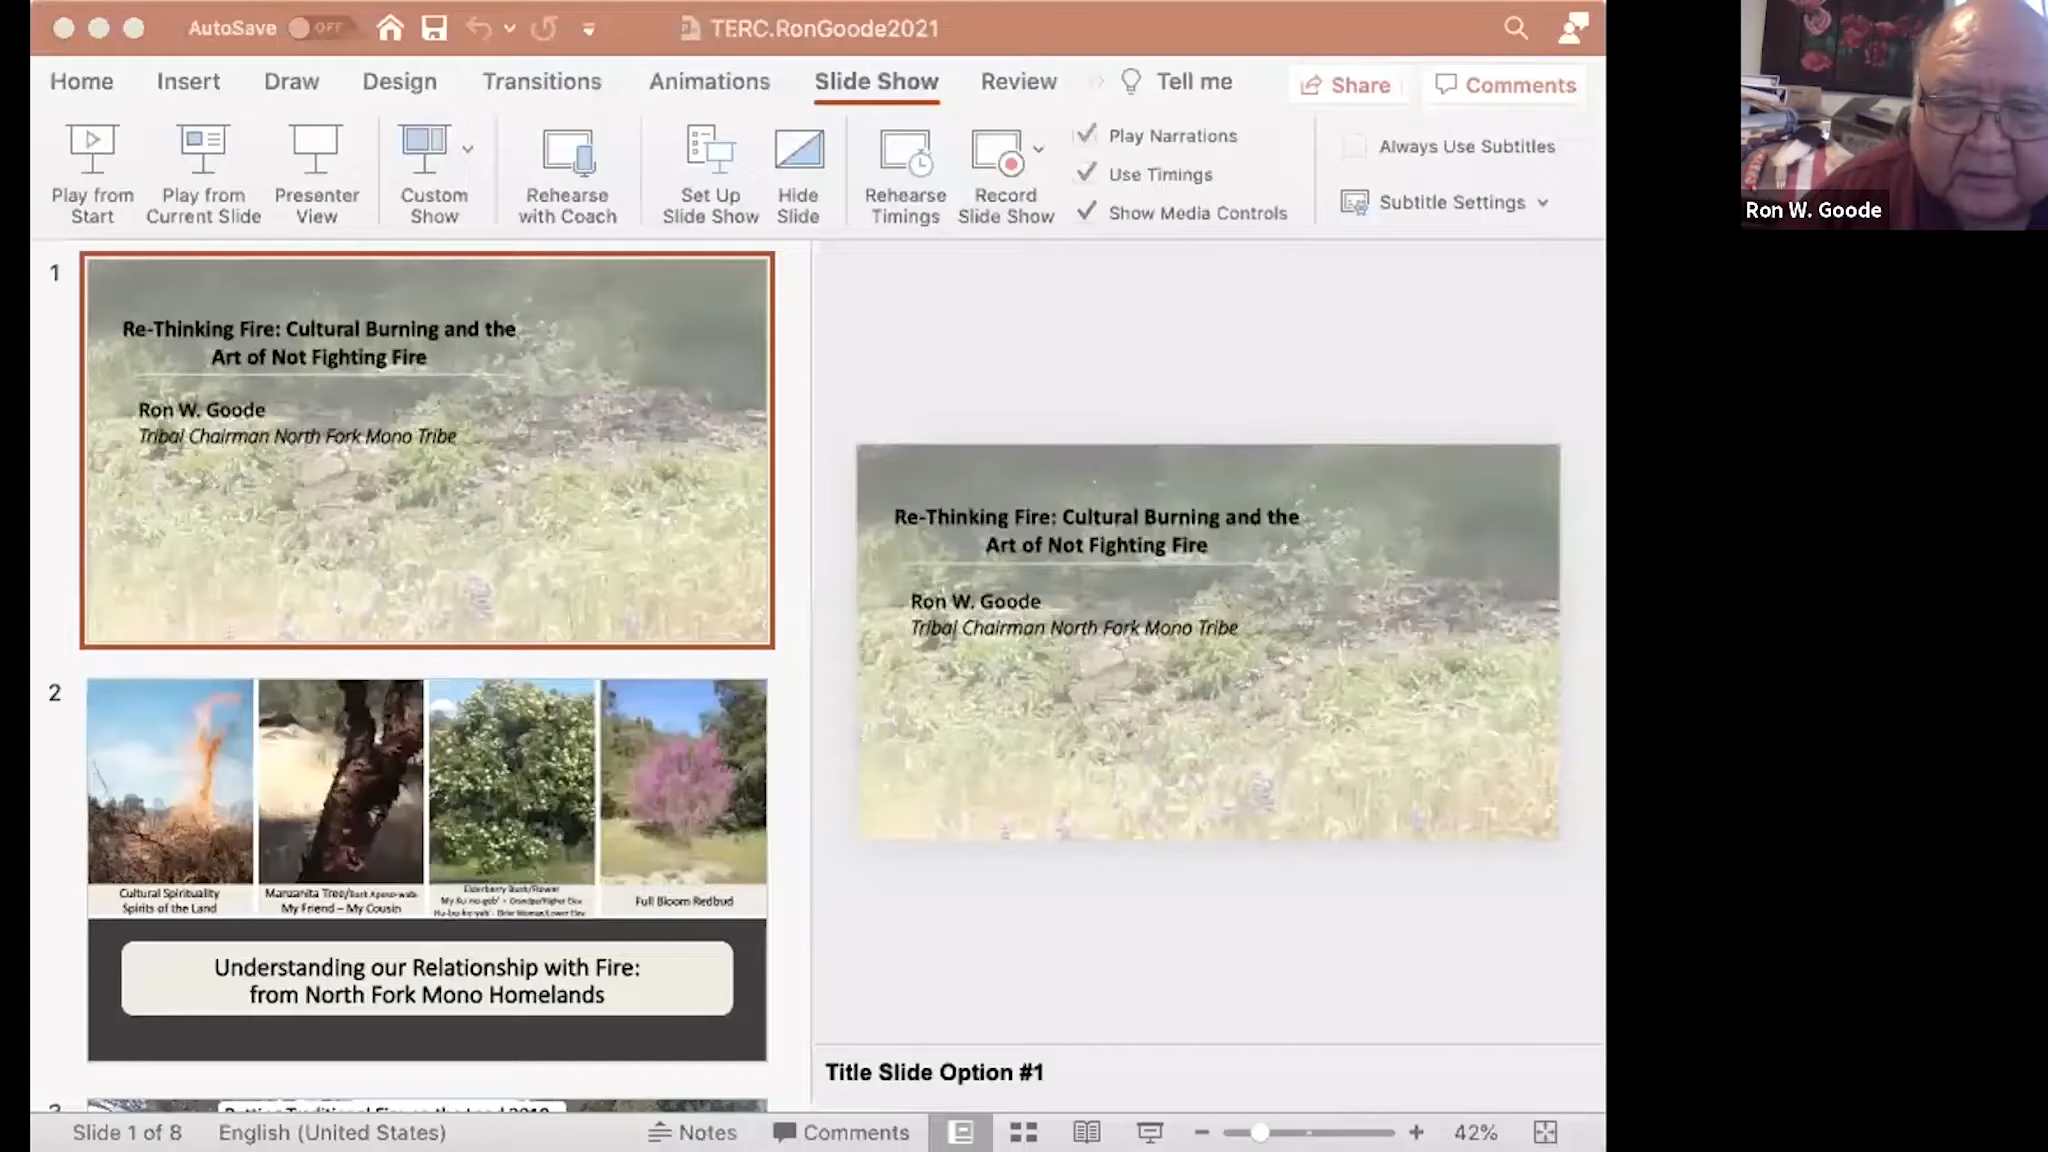 AutoSave OFF
TERC.RonGoode2021
Home Insert Draw Design Transitions Animations Slide Show Review Tell me Share Comments
Play from Start
Play from Current Slide
Presenter View
Custom Show
Rehearse with Coach
Set Up Slide Show
Hide Slide
Rehearse Timings
Record Slide Show
Play Narrations
Use Timings
Show Media Controls
Always Use Subtitles
Subtitle Settings
Ron W. Goode
1
Re-Thinking Fire: Cultural Burning and the
Art of Not Fighting Fire
Ron W. Goode
Tribal Chairman North Fork Mono Tribe
2
Cultural Spirituality
Spirits of the Land
Manzanita Tree/
My Friend – My Cousin
Elderberry Bush/Flower
Full Bloom Redbud
Understanding our Relationship with Fire:
from North Fork Mono Homelands
Re-Thinking Fire: Cultural Burning and the
Art of Not Fighting Fire
Ron W. Goode
Tribal Chairman North Fork Mono Tribe
Title Slide Option #1
Slide 1 of 8 English (United States) Notes Comments 42%